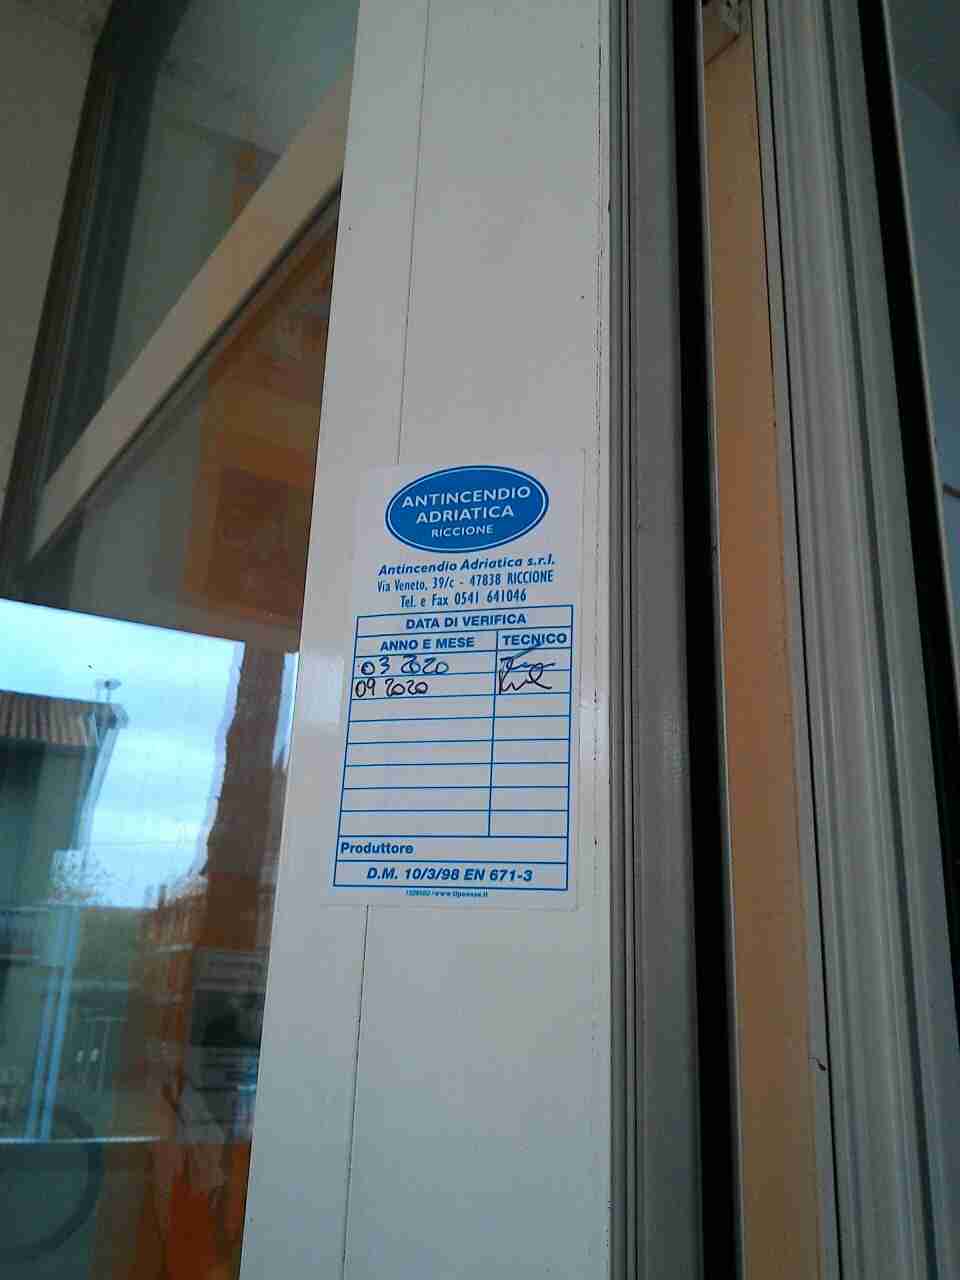 ANTINCENDIO
ADRIATICA
RICCIONE
Antincendio Adriatica s.r.l.
Via Veneto, 39/c - 47838 RICCIONE
Tel. e Fax 0541 641046
DATA DI VERIFICA
ANNO E MESE TECNICO
03 2020
09 2020
Produttore
D.M. 10/3/98 EN 671-3